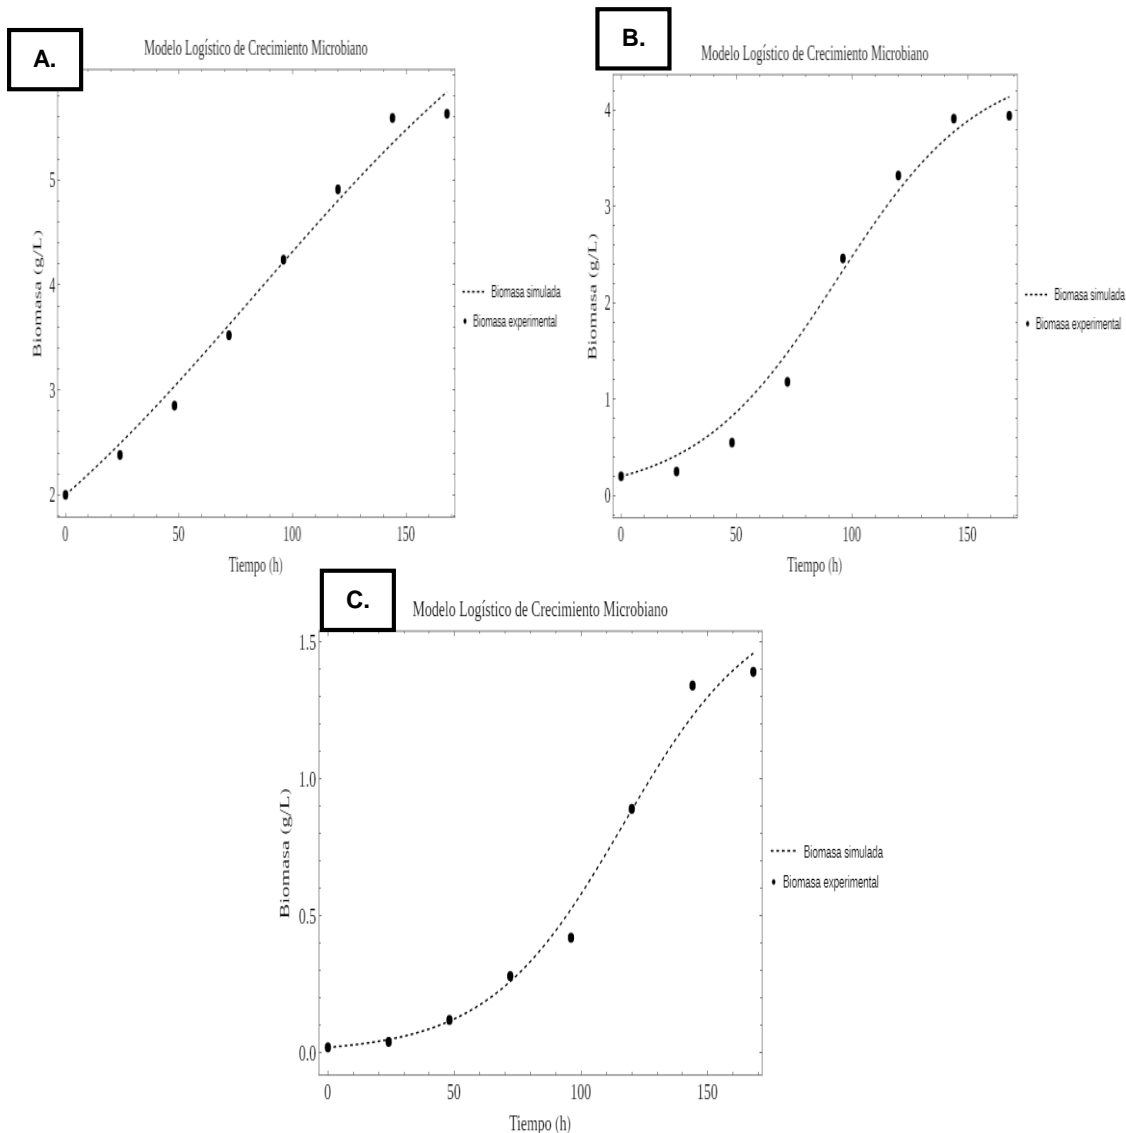 A.
Modelo Logístico de Crecimiento Microbiano
5
4
3
2
Biomasa (g/L)
0 50 100 150
Tiempo (h)
Biomasa simulada
Biomasa experimental
B.
Modelo Logístico de Crecimiento Microbiano
4
3
2
1
0
Biomasa (g/L)
0 50 100 150
Tiempo (h)
Biomasa simulada
Biomasa experimental
C.
Modelo Logístico de Crecimiento Microbiano
1.5
1.0
0.5
0.0
Biomasa (g/L)
0 50 100 150
Tiempo (h)
Biomasa simulada
Biomasa experimental